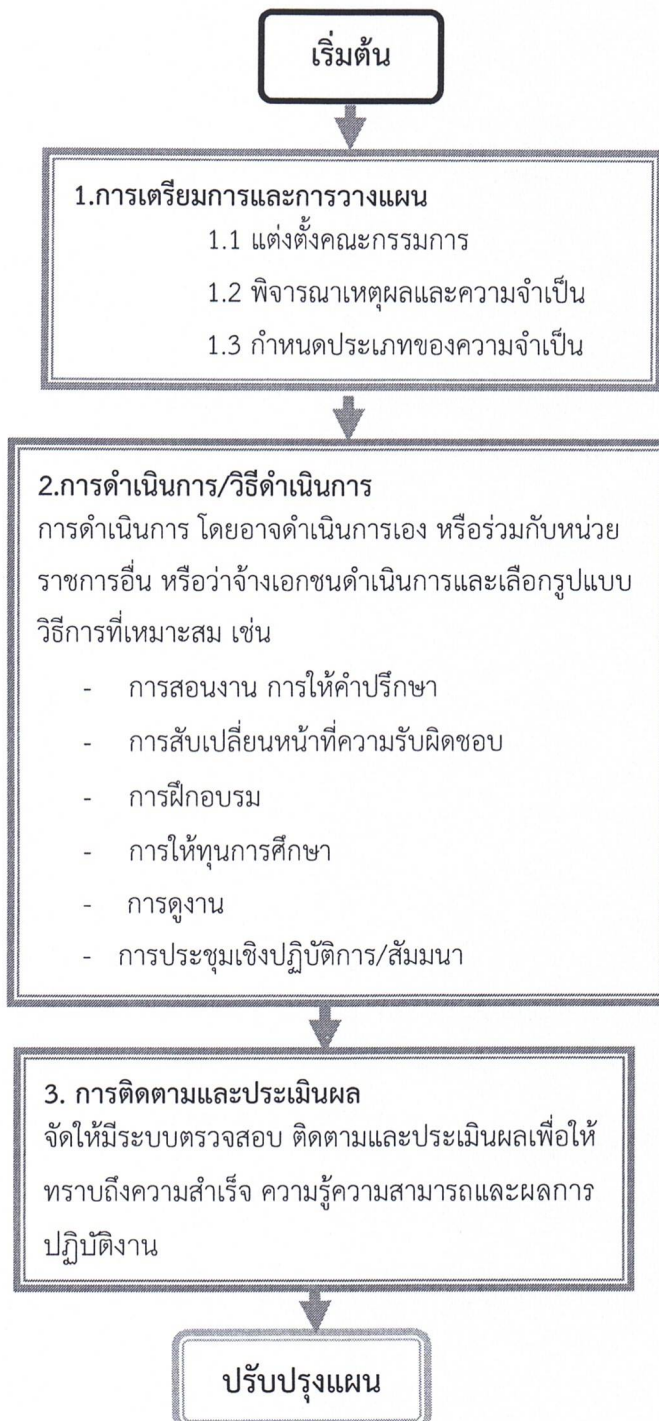 เริ่มต้น
1.การเตรียมการและการวางแผน
1.1 แต่งตั้งคณะกรรมการ
1.2 พิจารณาเหตุผลและความจำเป็น
1.3 กำหนดประเภทของความจำเป็น
2.การดำเนินการ/วิธีดำเนินการ
การดำเนินการ โดยอาจดำเนินการเอง หรือร่วมกับหน่วย
ราชการอื่น หรือว่าจ้างเอกชนดำเนินการและเลือกรูปแบบ
วิธีการที่เหมาะสม เช่น
- การสอนงาน การให้คำปรึกษา
- การสับเปลี่ยนหน้าที่ความรับผิดชอบ
- การฝึกอบรม
- การให้ทุนการศึกษา
- การดูงาน
- การประชุมเชิงปฏิบัติการ/สัมมนา
3. การติดตามและประเมินผล
จัดให้มีระบบตรวจสอบ ติดตามและประเมินผลเพื่อให้
ทราบถึงความสำเร็จ ความรู้ความสามารถและผลการ
ปฏิบัติงาน
ปรับปรุงแผน